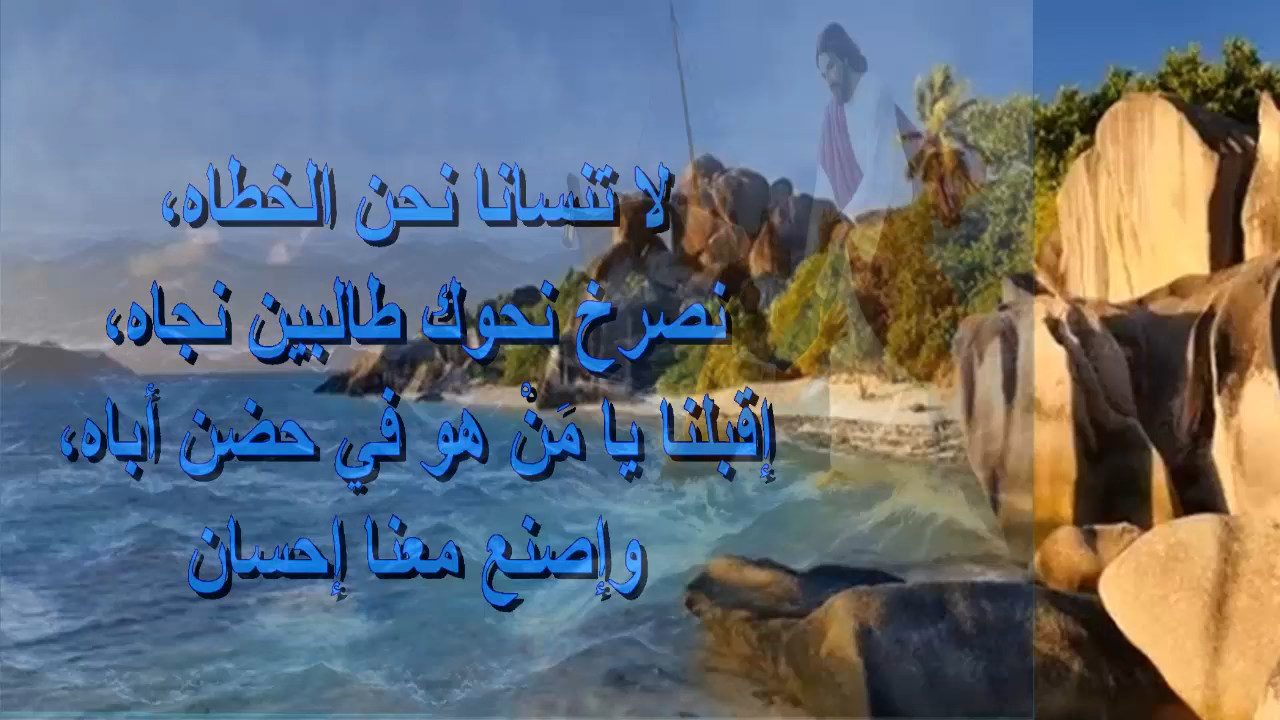 لا تنسانا نحن الخطاه،
نصرخ نحوك طالبين نجاه،
إقبلنا يا مَنْ هو في حضن أباه،
وإصنع معنا إحسان